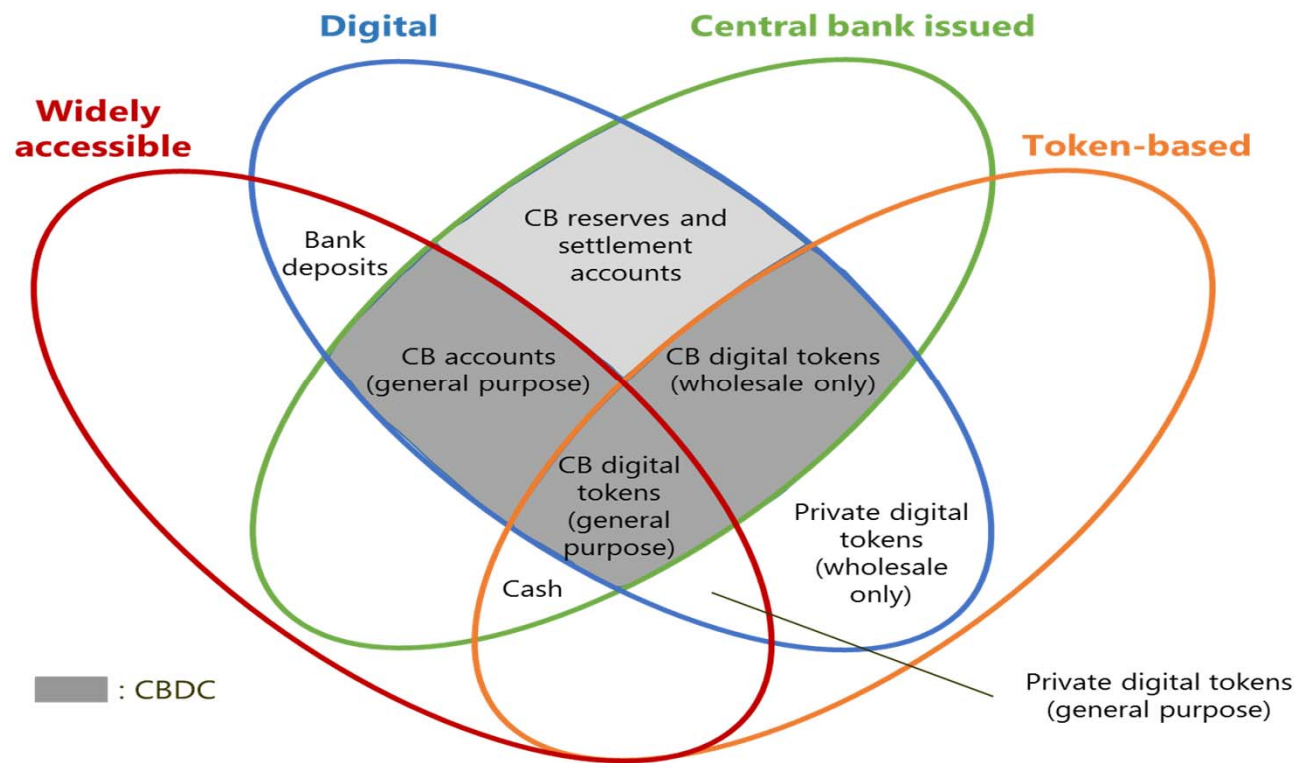 Digital
Central bank issued
Widely
accessible
Token-based
Bank
deposits
CB reserves and
settlement
accounts
CB accounts
(general purpose)
CB digital tokens
(wholesale only)
CB digital
tokens
(general
purpose)
Private digital
tokens
(wholesale
only)
Cash
: CBDC
Private digital tokens
(general purpose)